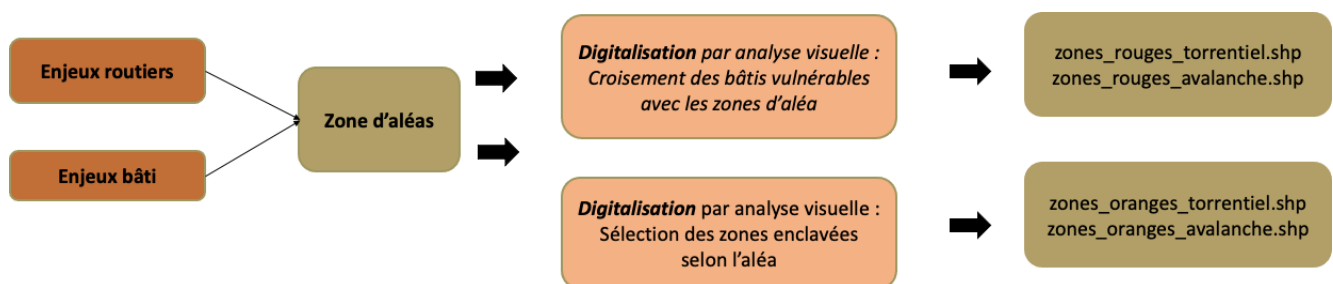 Enjeux routiers
Enjeux bâti
Zone d'aléas
Digitalisation par analyse visuelle :
Croisement des bâtis vulnérables
avec les zones d'aléa
zones_rouges_torrentiel.shp
zones_rouges_avalanche.shp
Digitalisation par analyse visuelle :
Sélection des zones enclavées
selon l'aléa
zones_oranges_torrentiel.shp
zones_oranges_avalanche.shp